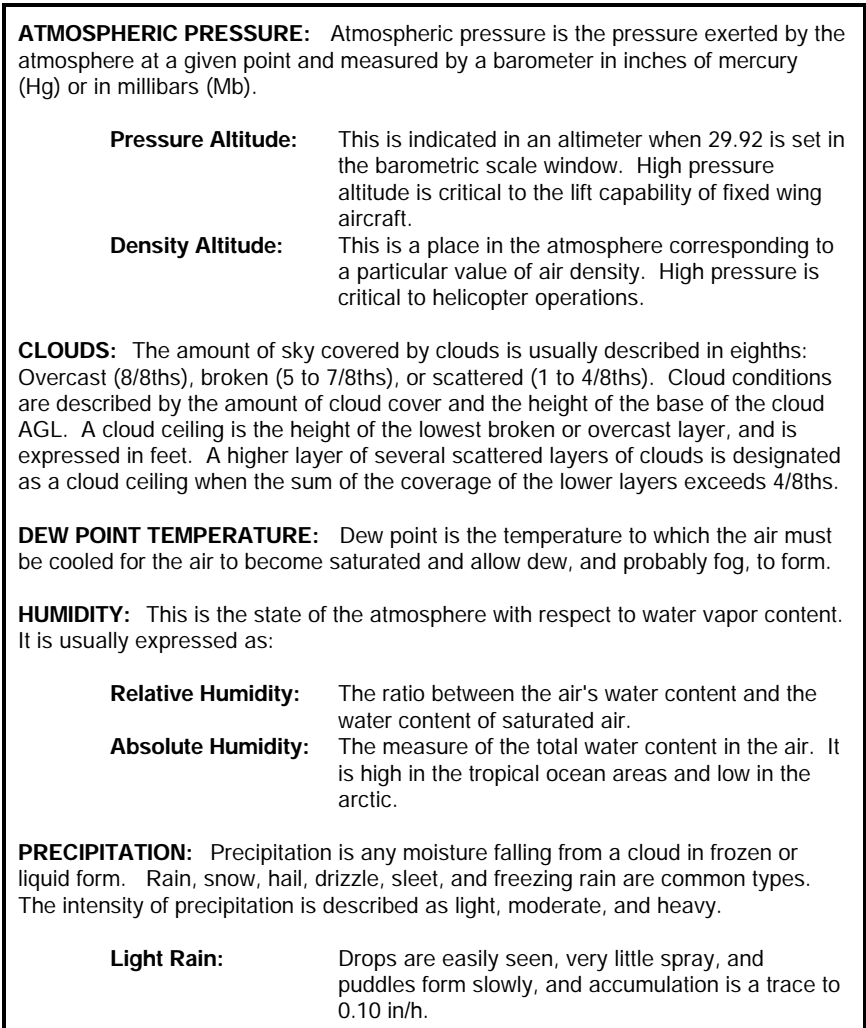 ATMOSPHERIC PRESSURE: Atmospheric pressure is the pressure exerted by the
atmosphere at a given point and measured by a barometer in inches of mercury
(Hg) or in millibars (Mb).
Pressure Altitude: This is indicated in an altimeter when 29.92 is set in
the barometric scale window. High pressure
altitude is critical to the lift capability of fixed wing
aircraft.
Density Altitude: This is a place in the atmosphere corresponding to
a particular value of air density. High pressure is
critical to helicopter operations.
CLOUDS: The amount of sky covered by clouds is usually described in eighths:
Overcast (8/8ths), broken (5 to 7/8ths), or scattered (1 to 4/8ths). Cloud conditions
are described by the amount of cloud cover and the height of the base of the cloud
AGL. A cloud ceiling is the height of the lowest broken or overcast layer, and is
expressed in feet. A higher layer of several scattered layers of clouds is designated
as a cloud ceiling when the sum of the coverage of the lower layers exceeds 4/8ths.
DEW POINT TEMPERATURE: Dew point is the temperature to which the air must
be cooled for the air to become saturated and allow dew, and probably fog, to form.
HUMIDITY: This is the state of the atmosphere with respect to water vapor content.
It is usually expressed as:
Relative Humidity: The ratio between the air's water content and the
water content of saturated air.
Absolute Humidity: The measure of the total water content in the air. It
is high in the tropical ocean areas and low in the
arctic.
PRECIPITATION: Precipitation is any moisture falling from a cloud in frozen or
liquid form. Rain, snow, hail, drizzle, sleet, and freezing rain are common types.
The intensity of precipitation is described as light, moderate, and heavy.
Light Rain: Drops are easily seen, very little spray, and
puddles form slowly, and accumulation is a trace to
0.10 in/h.